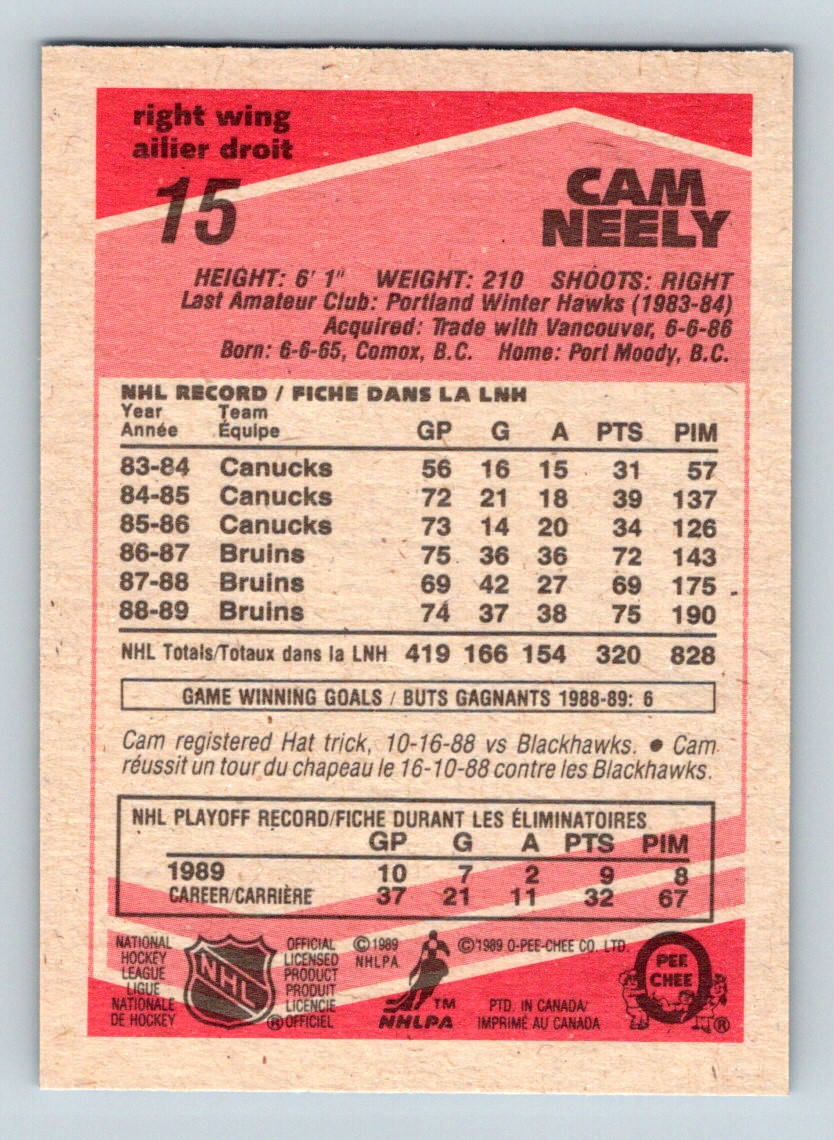 right wing
ailier droit
15
CAM
NEELY
HEIGHT: 6' 1" WEIGHT: 210 SHOOTS: RIGHT
Last Amateur Club: Portland Winter Hawks (1983-84)
Acquired: Trade with Vancouver, 6-6-86
Born: 6-6-65, Comox, B.C. Home: Port Moody, B.C.
NHL RECORD / FICHE DANS LA LNH
Year Team
Année Équipe GP G A PTS PIM
83-84 Canucks 56 16 15 31 57
84-85 Canucks 72 21 18 39 137
85-86 Canucks 73 14 20 34 126
86-87 Bruins 75 36 36 72 143
87-88 Bruins 69 42 27 69 175
88-89 Bruins 74 37 38 75 190
NHL Totals/Totaux dans la LNH 419 166 154 320 828
GAME WINNING GOALS / BUTS GAGNANTS 1988-89: 6
Cam registered Hat trick, 10-16-88 vs Blackhawks. ● Cam
réussit un tour du chapeau le 16-10-88 contre les Blackhawks.
NHL PLAYOFF RECORD/FICHE DURANT LES ÉLIMINATOIRES
GP G A PTS PIM
1989 10 7 2 9 8
CAREER/CARRIÈRE 37 21 11 32 67
NATIONAL
HOCKEY
LEAGUE
LIGUE
NATIONALE
DE HOCKEY
NHL
OFFICIAL
LICENSED
PRODUCT
PRODUIT
LICENCIE
® OFFICIEL
©1989
NHLPA
TM
NHLPA
©1989 O-PEE-CHEE CO. LTD.
PTD. IN CANADA/
IMPRIMÉ AU CANADA
PEE
CHEE
®